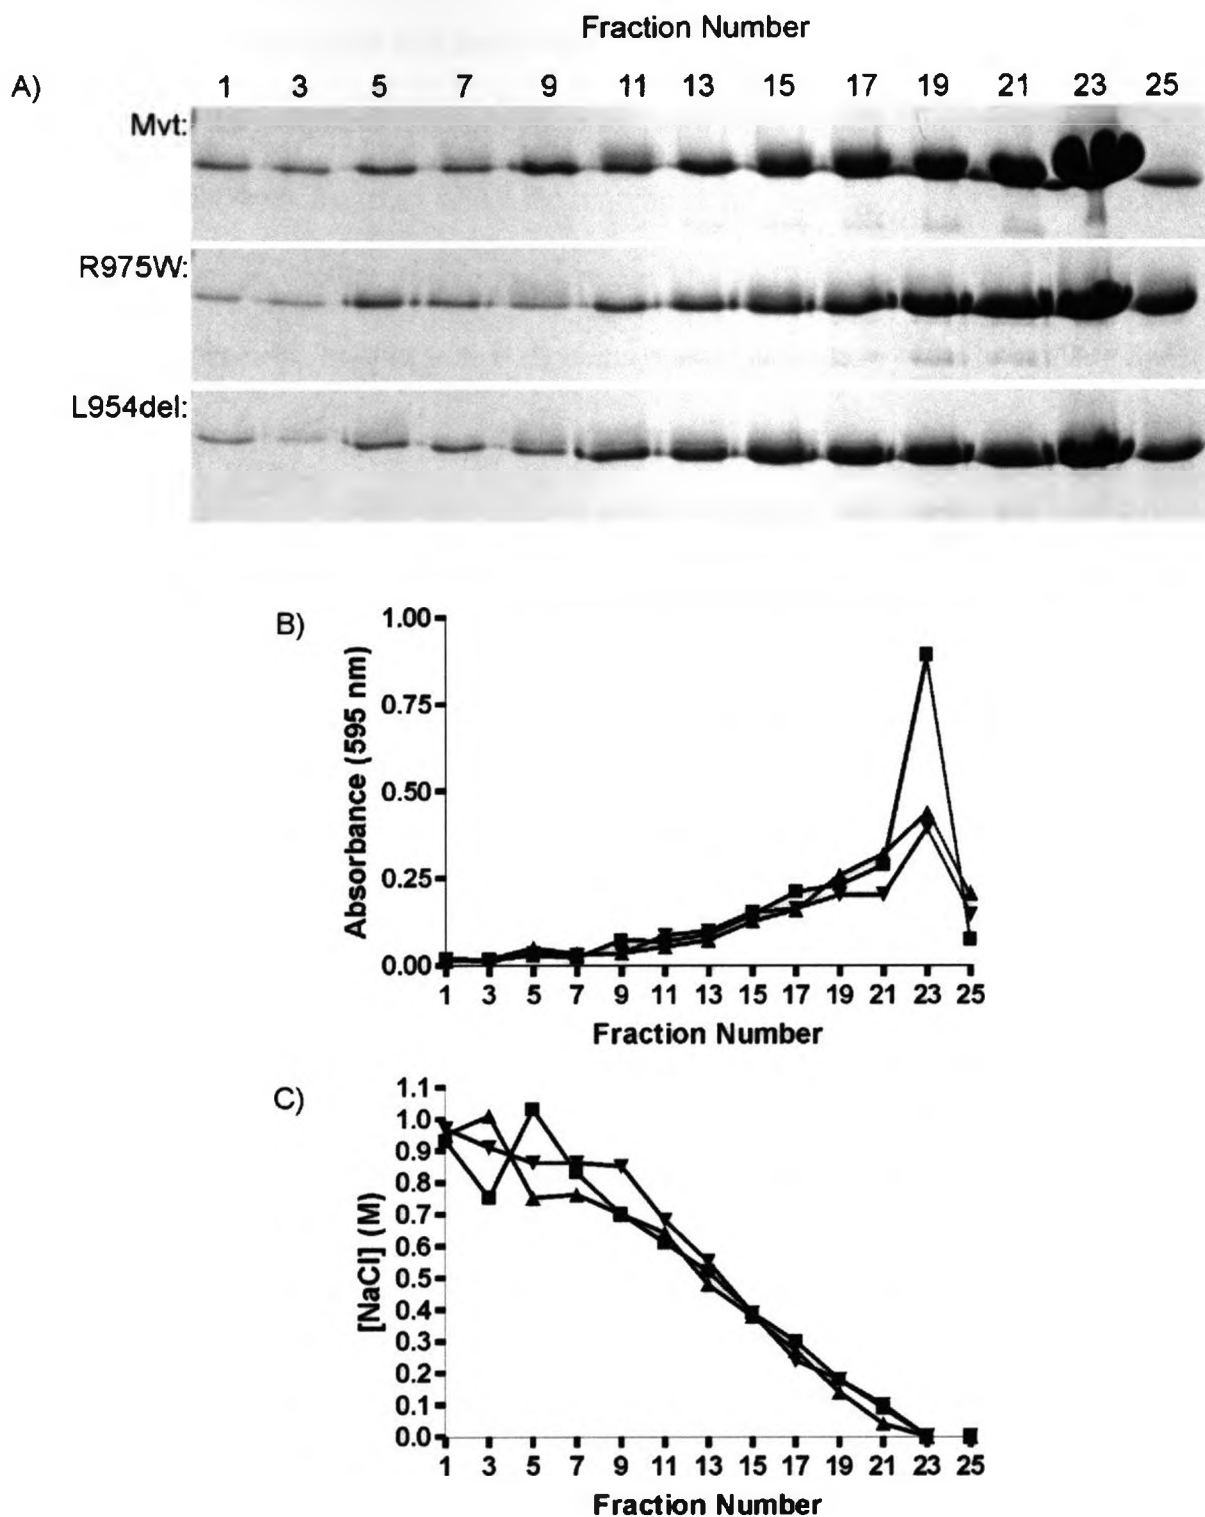 Fraction Number
A) 1 3 5 7 9 11 13 15 17 19 21 23 25
Mvt:
R975W:
L954del:
B)
Absorbance (595 nm)
1.00
0.75
0.50
0.25
0.00
1 3 5 7 9 11 13 15 17 19 21 23 25
Fraction Number
C)
[NaCl] (M)
1.1
1.0
0.9
0.8
0.7
0.6
0.5
0.4
0.3
0.2
0.1
0.0
1 3 5 7 9 11 13 15 17 19 21 23 25
Fraction Number